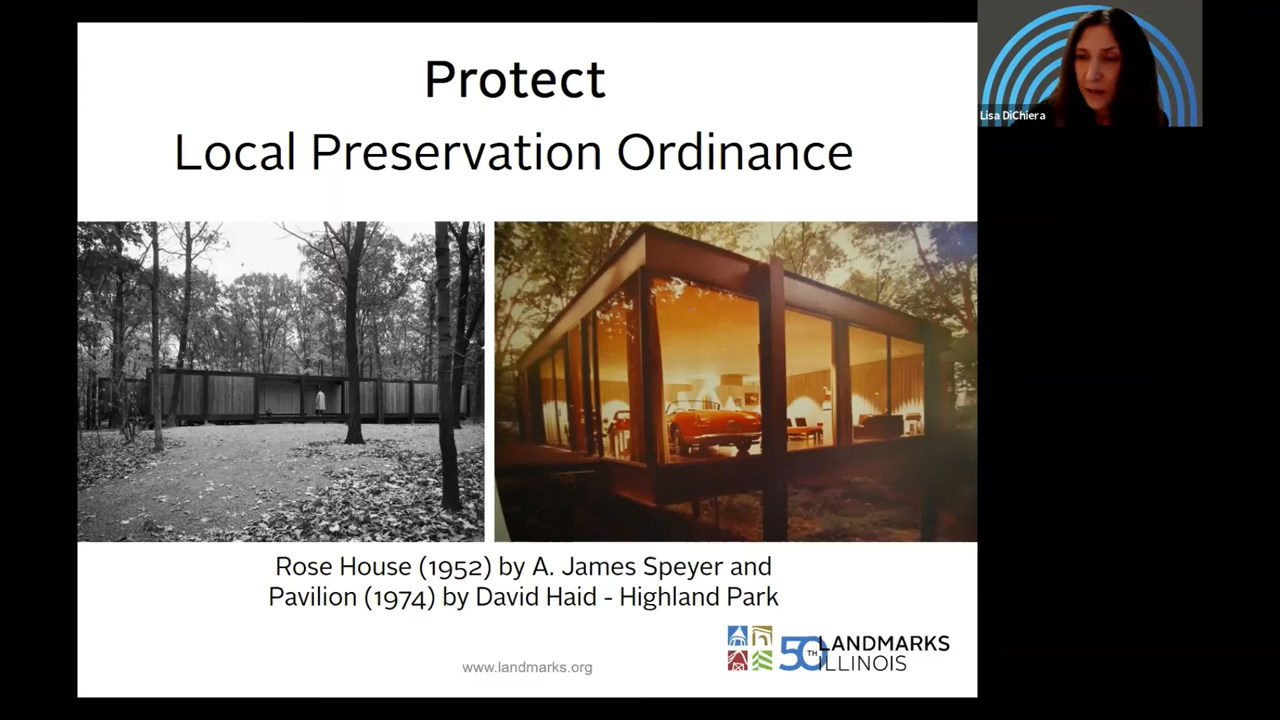 Protect
Local Preservation Ordinance
Lisa DiChiera
Rose House (1952) by A. James Speyer and
Pavilion (1974) by David Haid - Highland Park
www.landmarks.org
50TH LANDMARKS
ILLINOIS